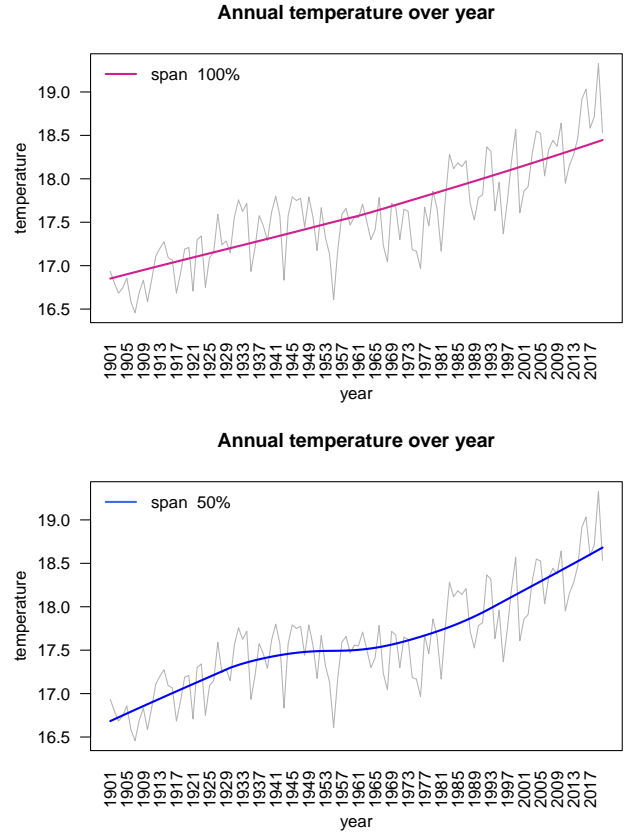 Annual temperature over year
span 100%
19.0
18.5
18.0
17.5
17.0
16.5
temperature
1901 1905 1909 1913 1917 1921 1925 1929 1933 1937 1941 1945 1949 1953 1957 1961 1965 1969 1973 1977 1981 1985 1989 1993 1997 2001 2005 2009 2013 2017
year
Annual temperature over year
span 50%
19.0
18.5
18.0
17.5
17.0
16.5
temperature
1901 1905 1909 1913 1917 1921 1925 1929 1933 1937 1941 1945 1949 1953 1957 1961 1965 1969 1973 1977 1981 1985 1989 1993 1997 2001 2005 2009 2013 2017
year